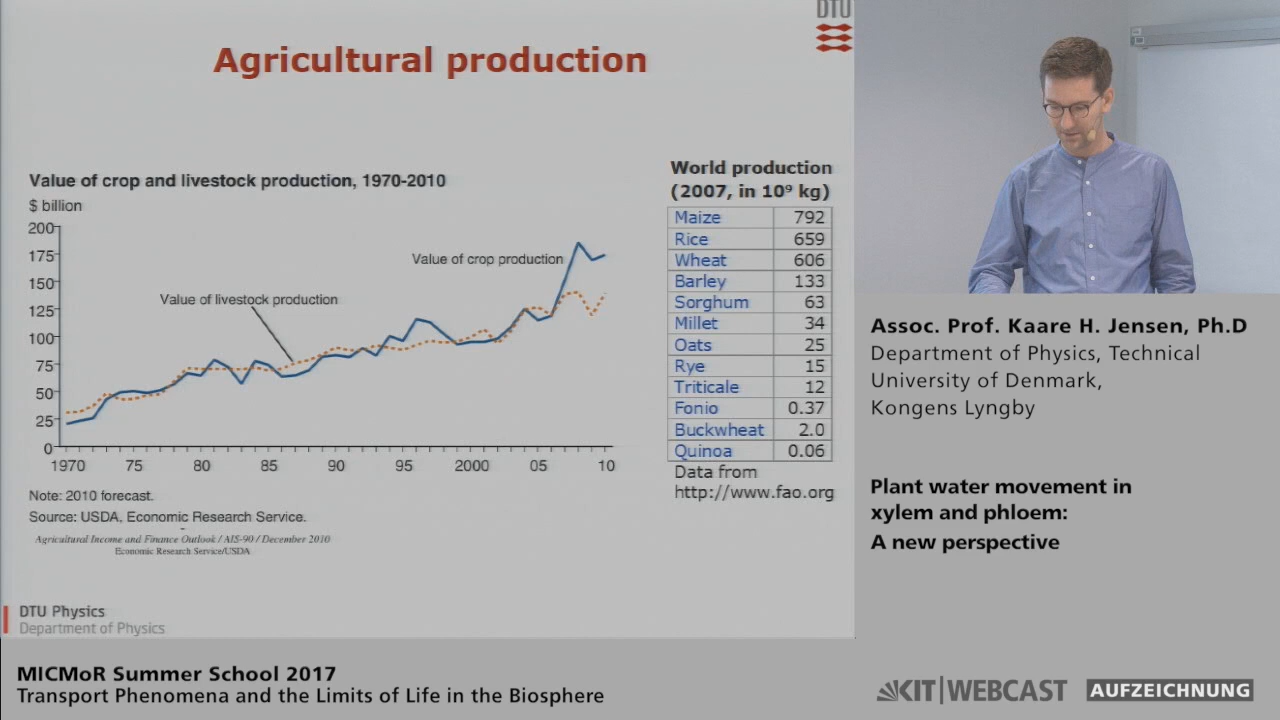 DTU
Agricultural production
Value of crop and livestock production, 1970-2010
$ billion
200
175
150
125
100
75
50
25
0
Value of crop production
Value of livestock production
1970 75 80 85 90 95 2000 05 10
Note: 2010 forecast.
Source: USDA, Economic Research Service.
Agricultural Income and Finance Outlook / AIS-90 / December 2010
Economic Research Service/USDA
World production
(2007, in 10⁹ kg)
Maize 792
Rice 659
Wheat 606
Barley 133
Sorghum 63
Millet 34
Oats 25
Rye 15
Triticale 12
Fonio 0.37
Buckwheat 2.0
Quinoa 0.06
Data from
http://www.fao.org
DTU Physics
Department of Physics
Assoc. Prof. Kaare H. Jensen, Ph.D
Department of Physics, Technical
University of Denmark,
Kongens Lyngby
Plant water movement in
xylem and phloem:
A new perspective
MICMoR Summer School 2017
Transport Phenomena and the Limits of Life in the Biosphere
KIT|WEBCAST AUFZEICHNUNG